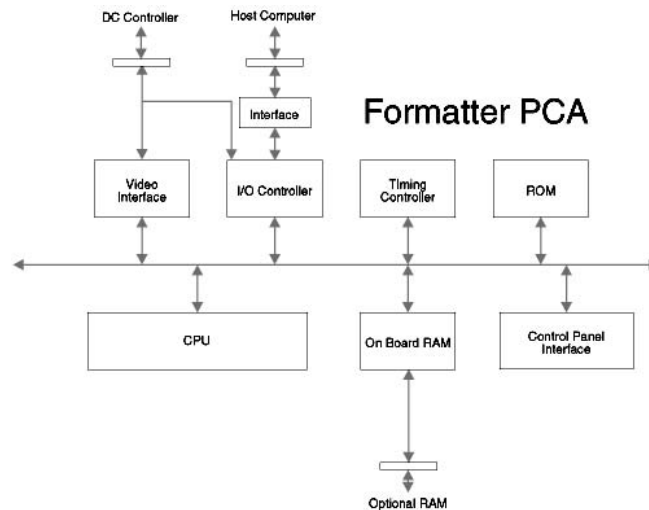 DC Controller
Host Computer
Interface
Formatter PCA
Video
Interface
I/O Controller
Timing
Controller
ROM
CPU
On Board RAM
Control Panel
Interface
Optional RAM